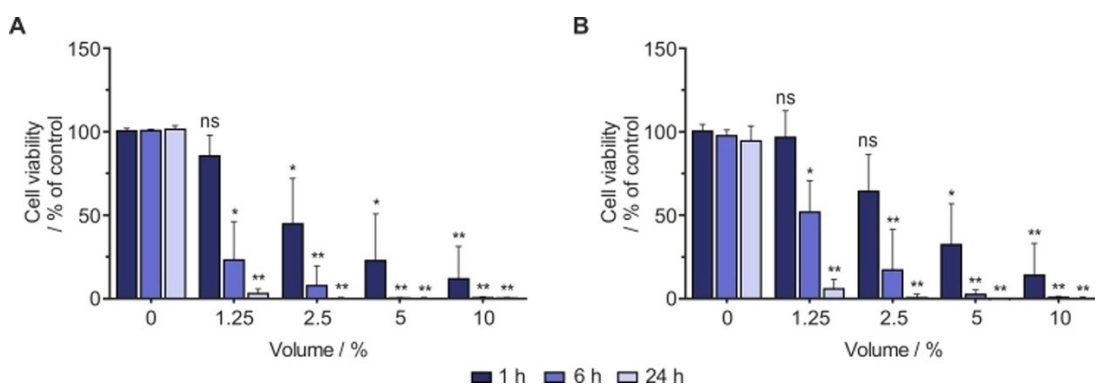 A
150
100
50
0
Cell viability
/ % of control
ns
*
**
*
**
**
*
**
**
**
**
**
0 1.25 2.5 5 10
Volume / %
B
150
100
50
0
Cell viability
/ % of control
ns
*
**
ns
**
**
*
**
**
**
**
**
0 1.25 2.5 5 10
Volume / %
1 h 6 h 24 h